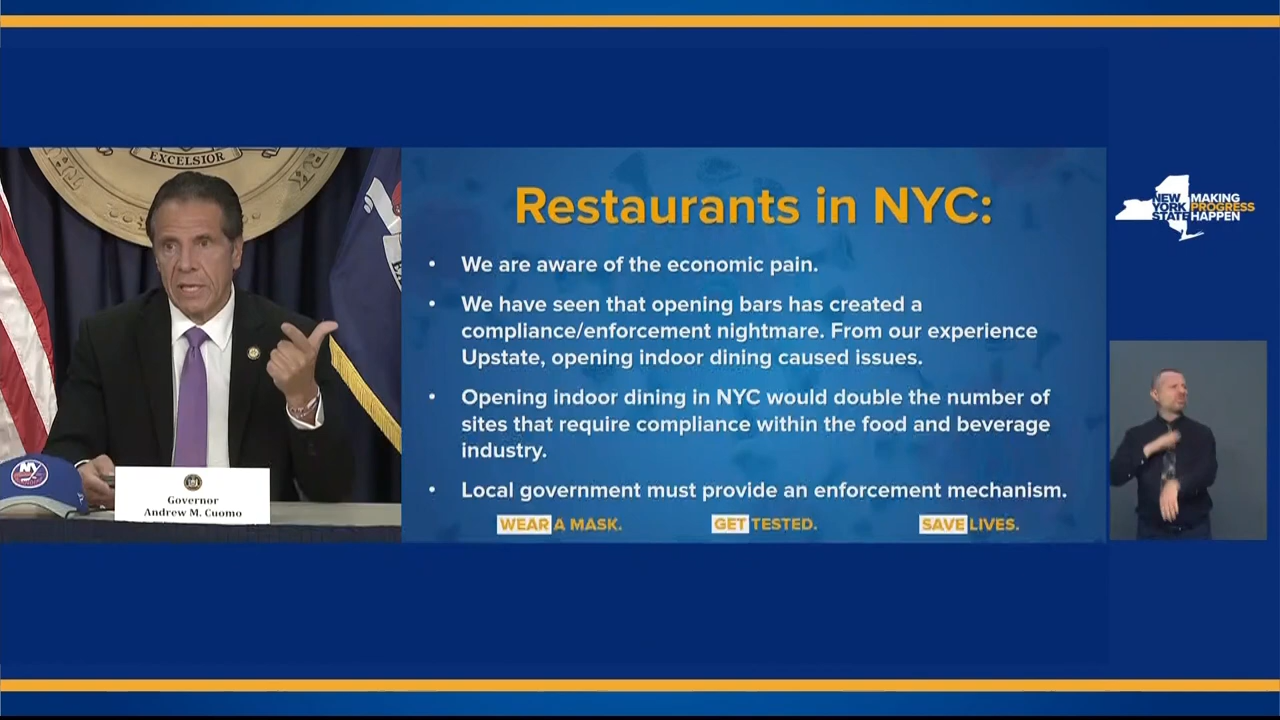 EXCELSIOR
NY
Governor
Andrew M. Cuomo
Restaurants in NYC:
• We are aware of the economic pain.
• We have seen that opening bars has created a
compliance/enforcement nightmare. From our experience
Upstate, opening indoor dining caused issues.
• Opening indoor dining in NYC would double the number of
sites that require compliance within the food and beverage
industry.
• Local government must provide an enforcement mechanism.
WEAR A MASK. GET TESTED. SAVE LIVES.
NEW YORK STATE
MAKING
PROGRESS
HAPPEN